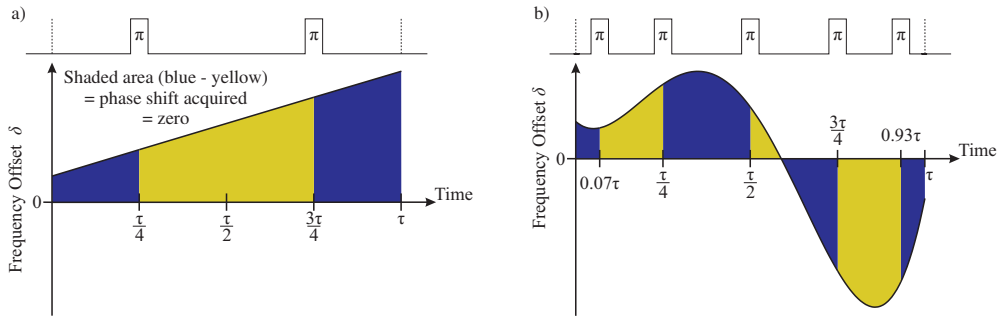 a)
π π
Shaded area (blue - yellow)
= phase shift acquired
= zero
Frequency Offset δ
0
Time
τ/4 τ/2 3τ/4 τ
b)
π π π π π
Frequency Offset δ
0
Time
3τ/4 0.93τ
0.07τ τ/4 τ/2 τ